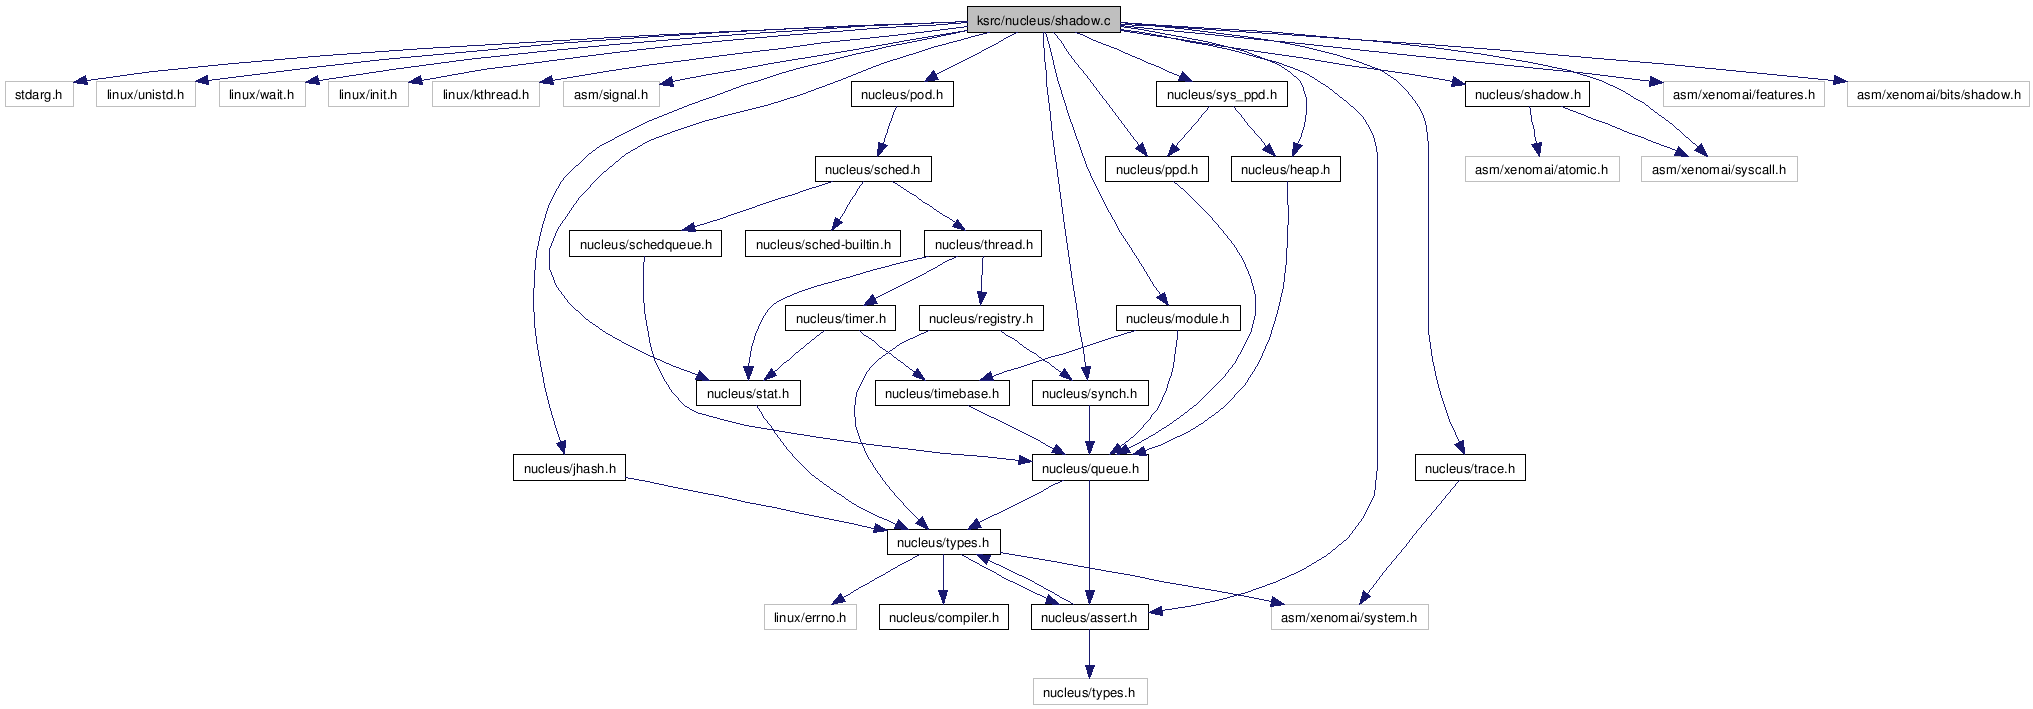 ksrc/nucleus/shadow.c
stdarg.h
linux/unistd.h
linux/wait.h
linux/init.h
linux/kthread.h
asm/signal.h
nucleus/pod.h
nucleus/sys_ppd.h
nucleus/shadow.h
asm/xenomai/features.h
asm/xenomai/bits/shadow.h
nucleus/sched.h
nucleus/ppd.h
nucleus/heap.h
asm/xenomai/atomic.h
asm/xenomai/syscall.h
nucleus/schedqueue.h
nucleus/sched-builtin.h
nucleus/thread.h
nucleus/timer.h
nucleus/registry.h
nucleus/module.h
nucleus/stat.h
nucleus/timebase.h
nucleus/synch.h
nucleus/jhash.h
nucleus/queue.h
nucleus/trace.h
nucleus/types.h
linux/errno.h
nucleus/compiler.h
nucleus/assert.h
asm/xenomai/system.h
nucleus/types.h